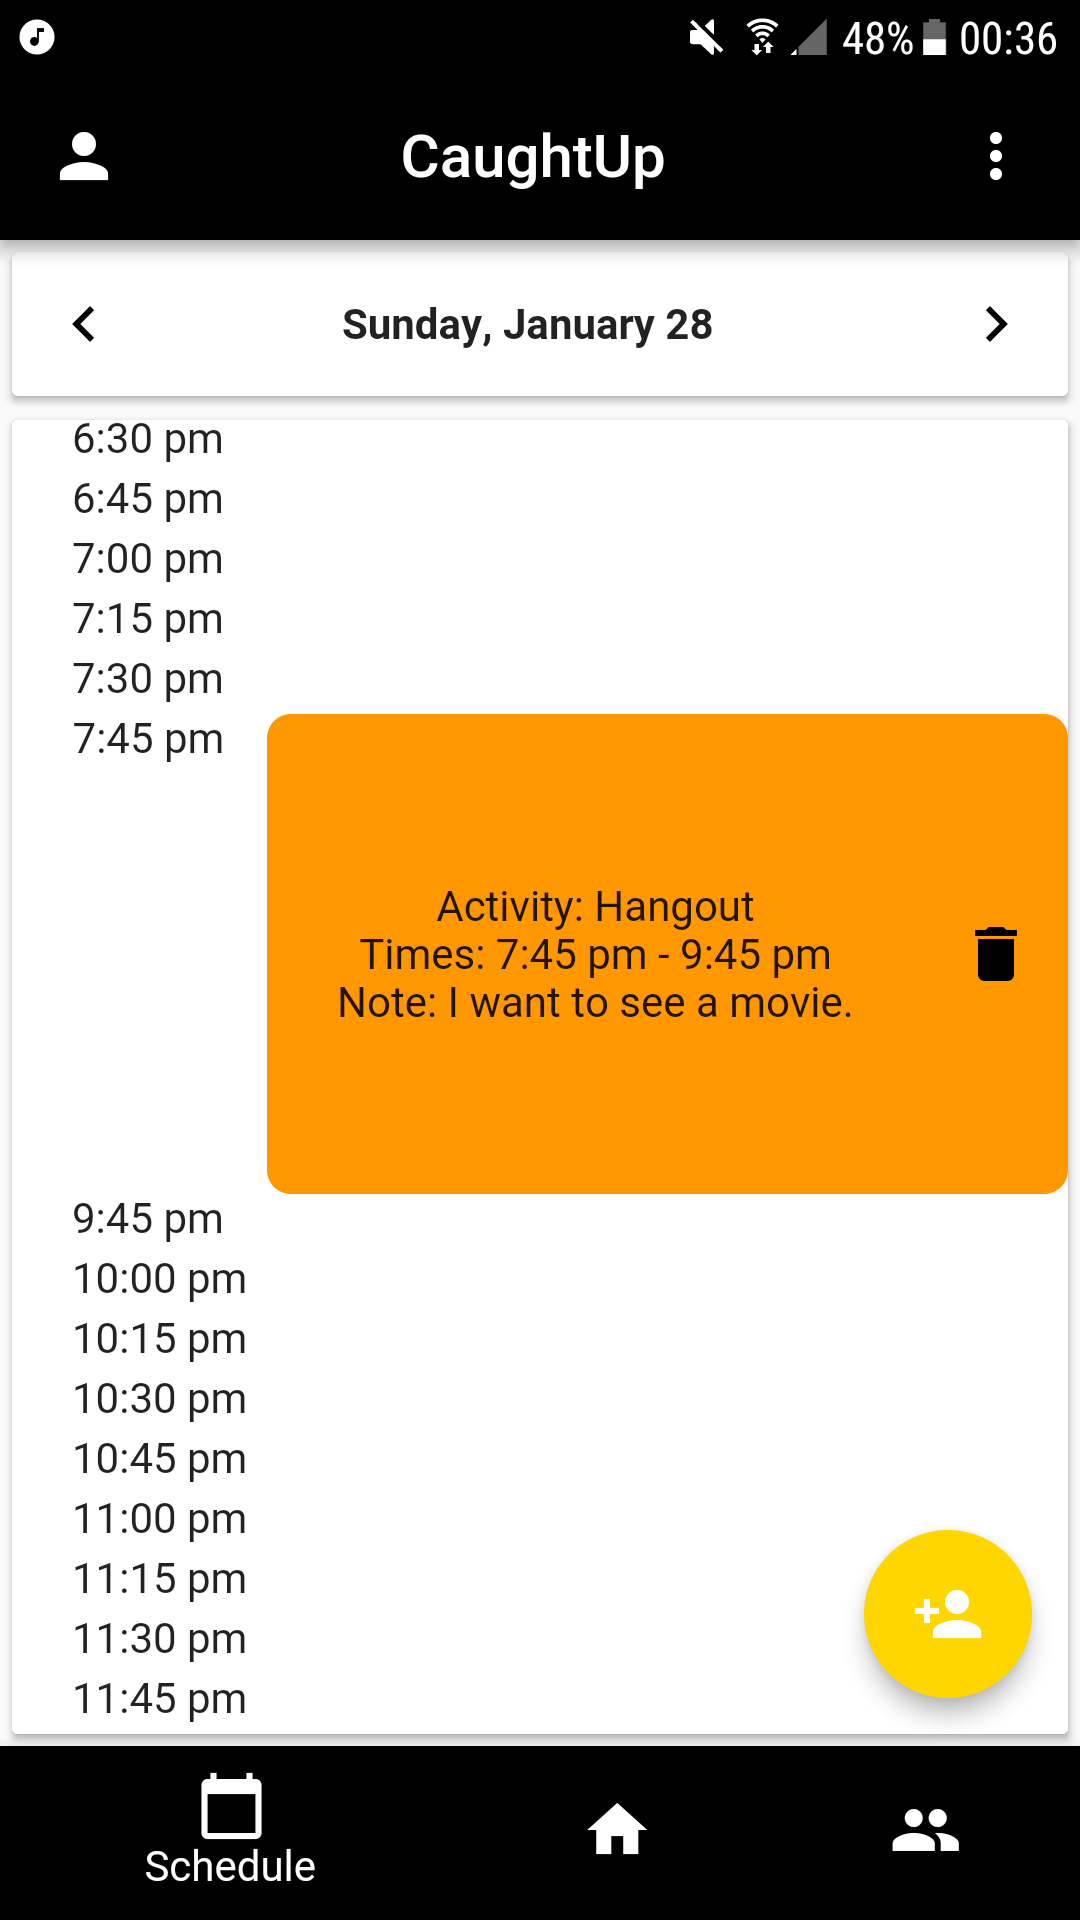 48% 00:36
CaughtUp
Sunday, January 28
6:30 pm
6:45 pm
7:00 pm
7:15 pm
7:30 pm
7:45 pm
Activity: Hangout
Times: 7:45 pm - 9:45 pm
Note: I want to see a movie.
9:45 pm
10:00 pm
10:15 pm
10:30 pm
10:45 pm
11:00 pm
11:15 pm
11:30 pm
11:45 pm
Schedule